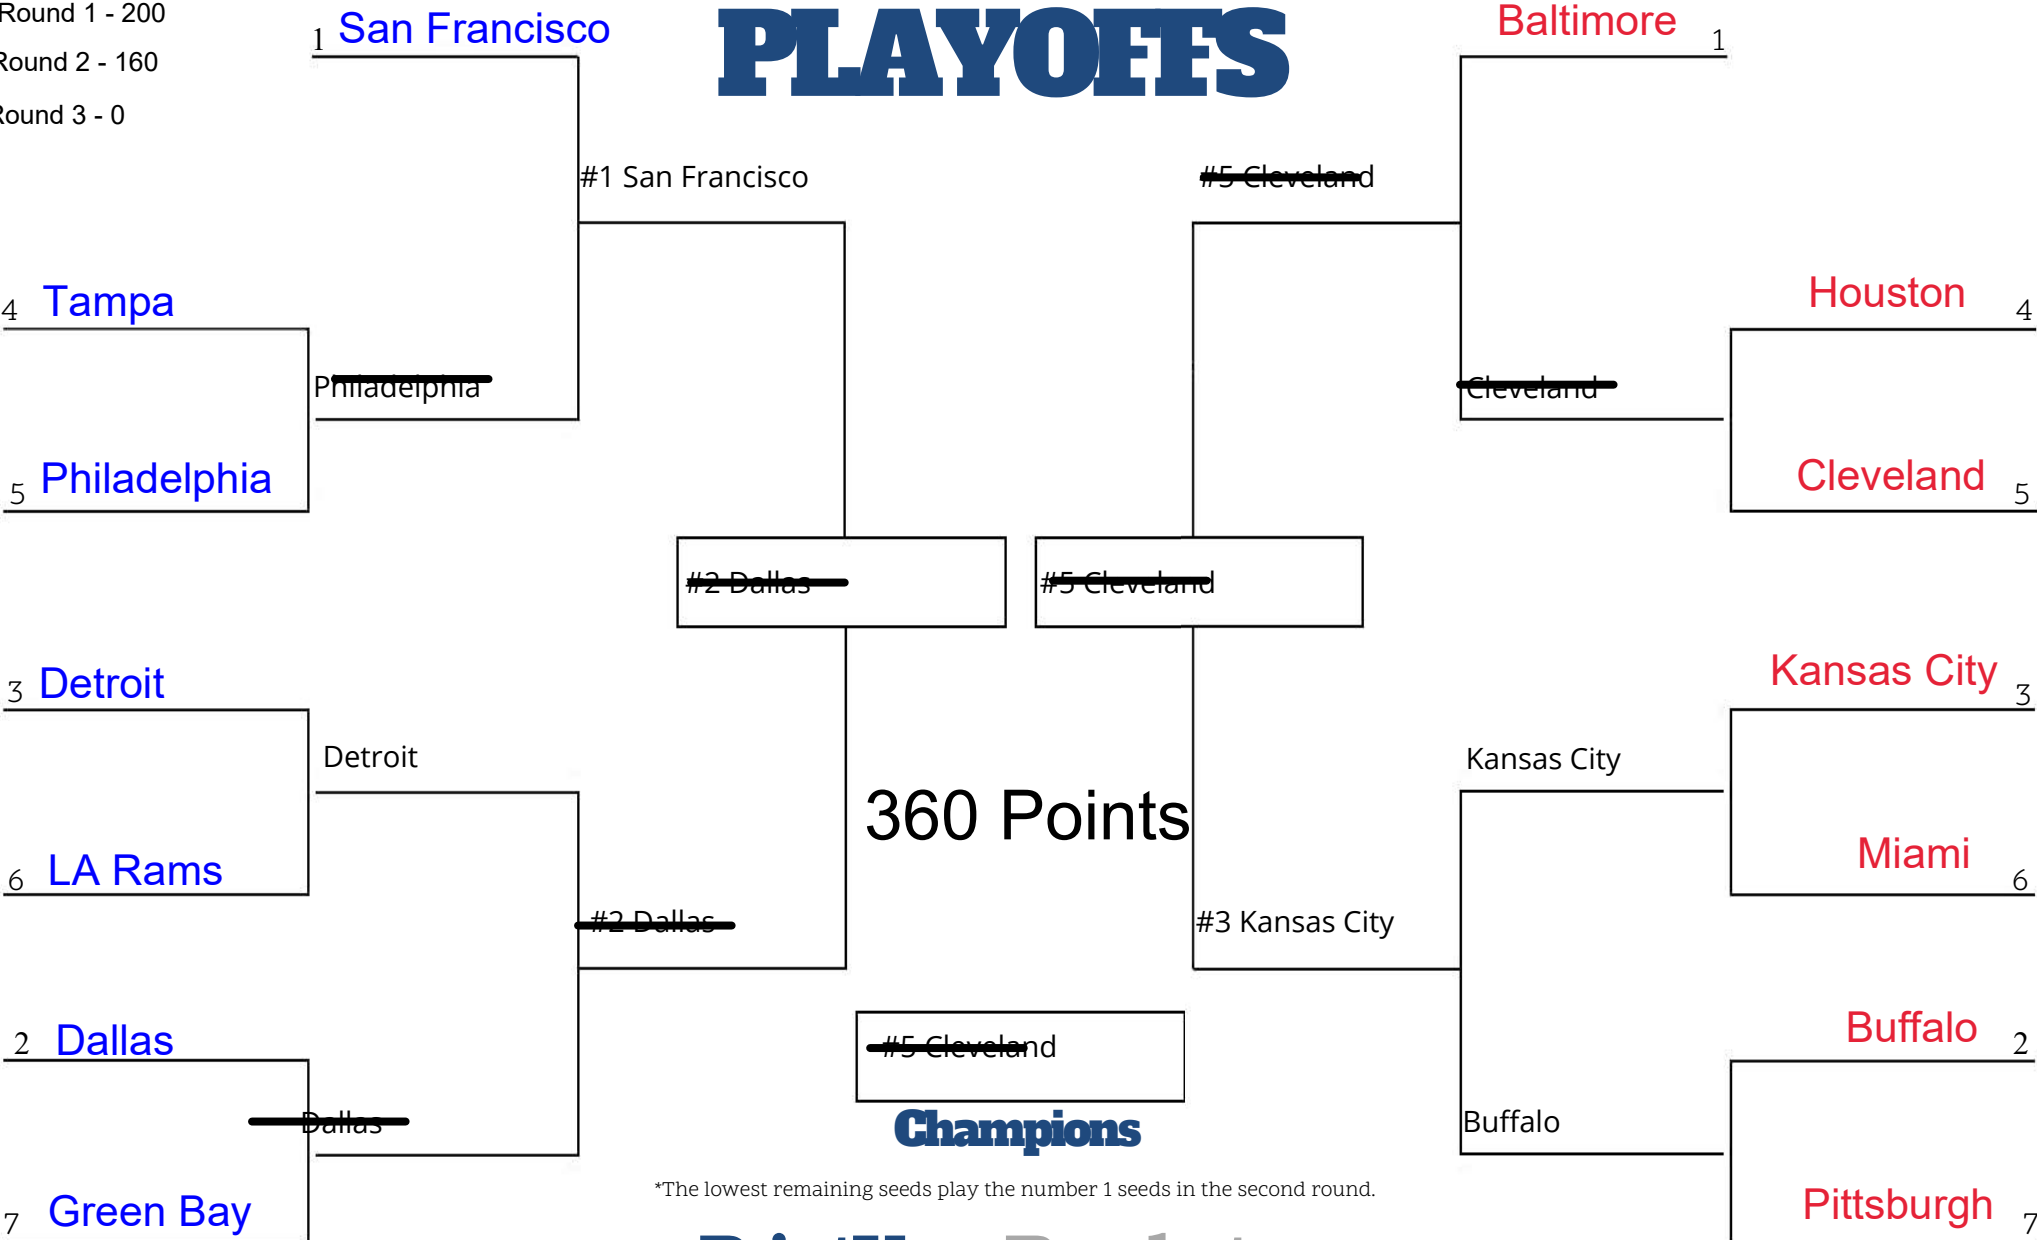 Round 1 - 200
Round 2 - 160
Round 3 - 0
PLAYOFFS
1 San Francisco
Baltimore 1
#1 San Francisco
#5 Cleveland
4 Tampa
Houston 4
Philadelphia
Cleveland
5 Philadelphia
Cleveland 5
#2 Dallas
#5 Cleveland
3 Detroit
Kansas City 3
Detroit
Kansas City
360 Points
6 LA Rams
Miami 6
#2 Dallas
#3 Kansas City
2 Dallas
#5 Cleveland
Buffalo 2
Dallas
Champions
Buffalo
*The lowest remaining seeds play the number 1 seeds in the second round.
7 Green Bay
Pittsburgh 7